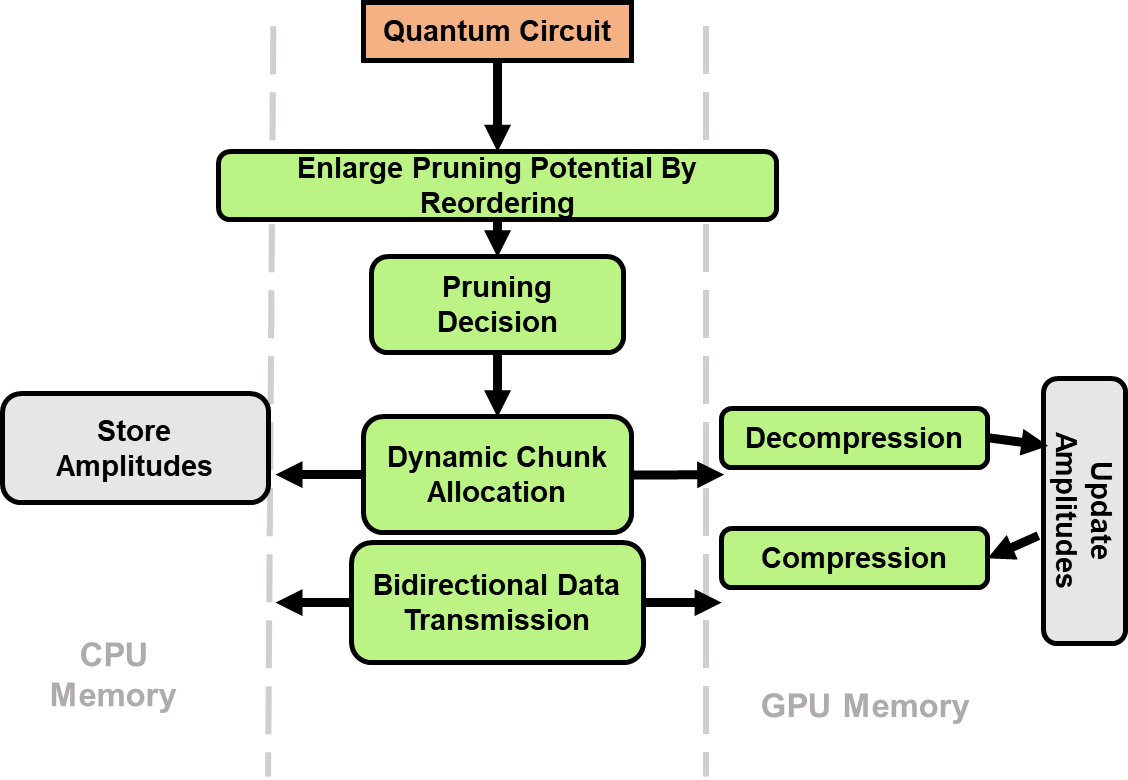 Quantum Circuit
Enlarge Pruning Potential By
Reordering
Pruning
Decision
Store
Amplitudes
Dynamic Chunk
Allocation
Decompression
Update
Amplitudes
Compression
Bidirectional Data
Transmission
CPU
Memory
GPU Memory